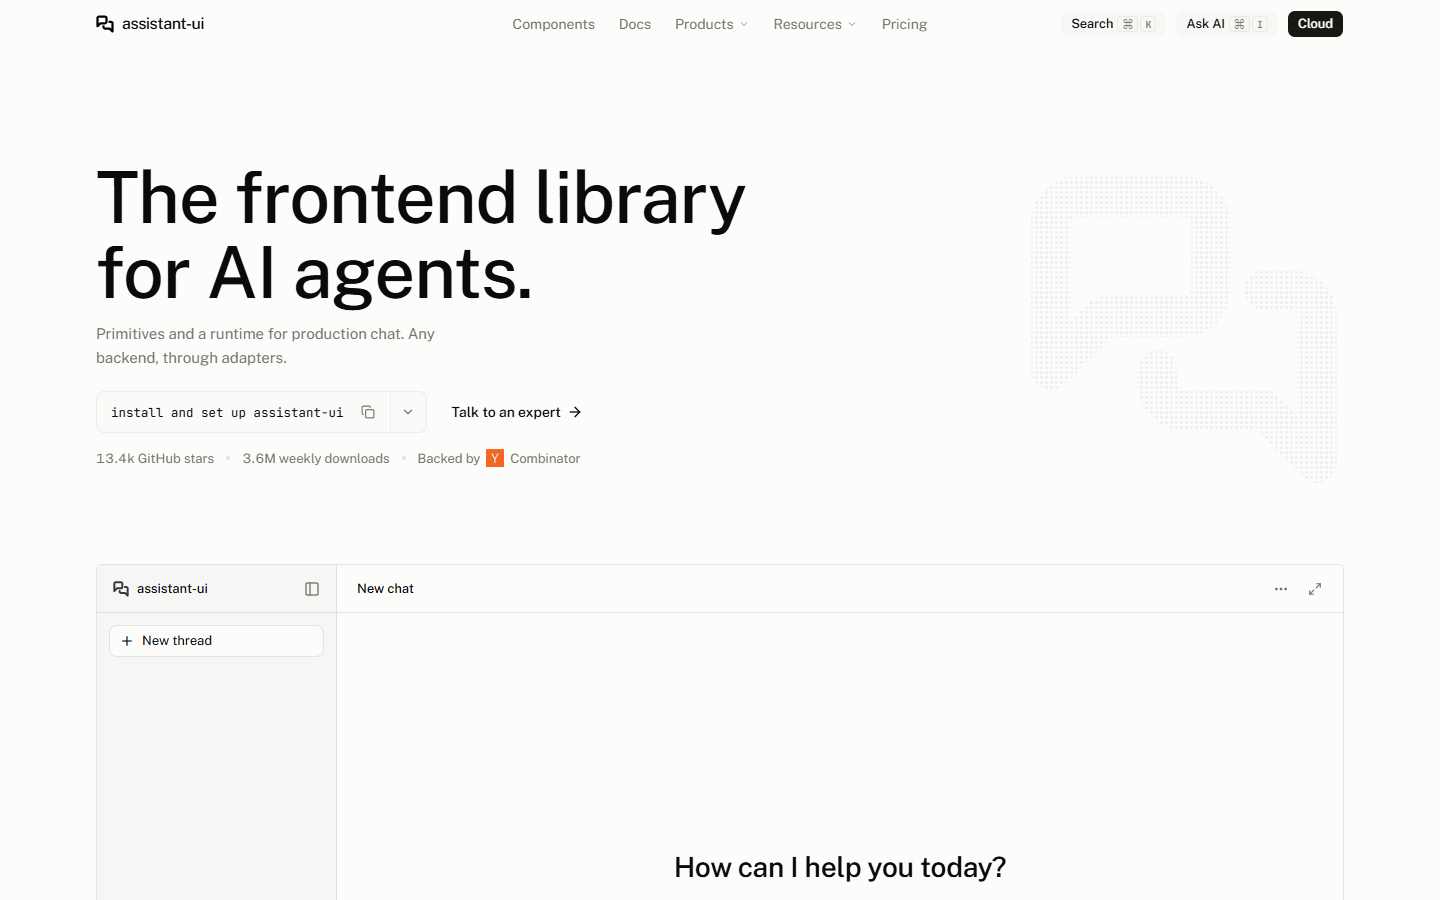 assistant-ui
Components Docs Products Resources Pricing
Search ⌘ K Ask AI ⌘ I Cloud
The frontend library
for AI agents.
Primitives and a runtime for production chat. Any
backend, through adapters.
install and set up assistant-ui
Talk to an expert →
13.4k GitHub stars • 3.6M weekly downloads • Backed by Y Combinator
assistant-ui
New chat
+ New thread
How can I help you today?